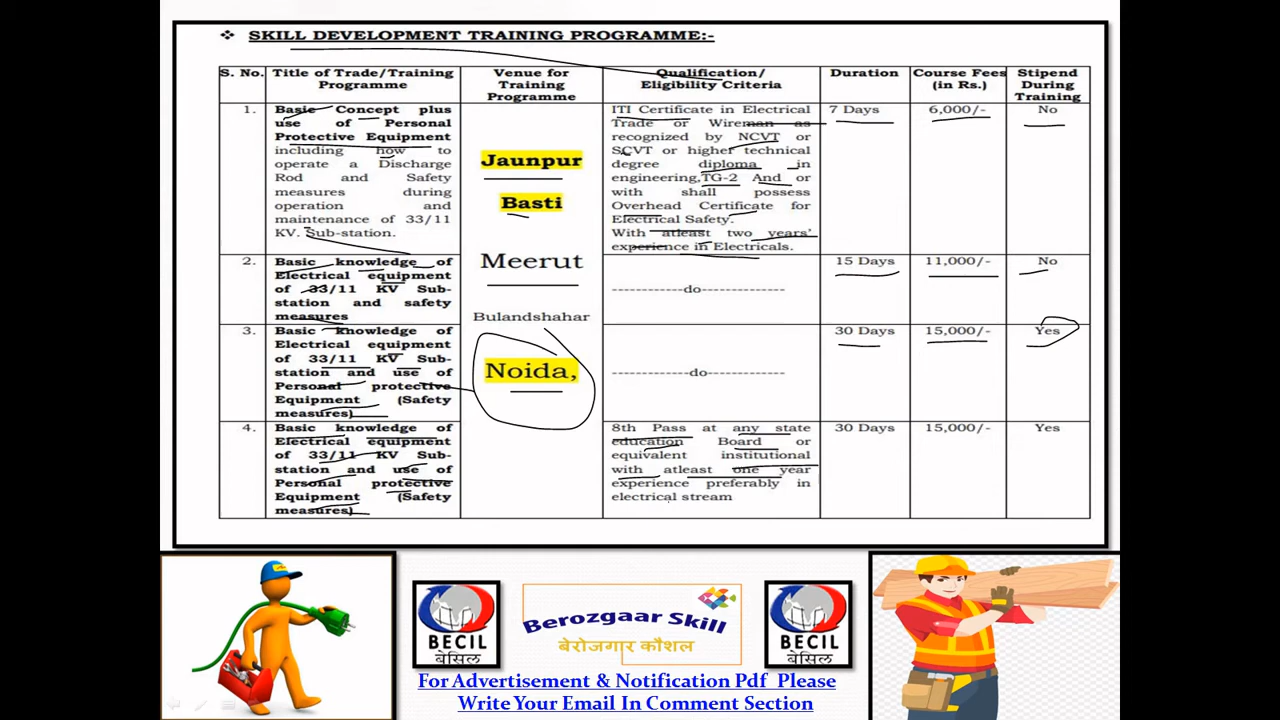 ❖ SKILL DEVELOPMENT TRAINING PROGRAMME:-
S. No. Title of Trade/Training Programme Venue for Training Programme Qualification/ Eligibility Criteria Duration Course Fees (in Rs.) Stipend During Training
1.
Basic Concept plus
use of Personal
Protective Equipment
including how to
operate a Discharge
Rod and Safety
measures during
operation and
maintenance of 33/11
KV. Sub-station.
Jaunpur
Basti
Meerut
Bulandshahar
Noida,
ITI Certificate in Electrical
Trade or Wireman as
recognized by NCVT or
SCVT or higher technical
degree diploma in
engineering,TG-2 And or
with shall possess
Overhead Certificate for
Electrical Safety.
With atleast two years'
experience in Electricals.
7 Days
6,000/-
No
2.
Basic knowledge of
Electrical equipment
of 33/11 KV Sub-
station and safety
measures
------------do-------------
15 Days
11,000/-
No
3.
Basic knowledge of
Electrical equipment
of 33/11 KV Sub-
station and use of
Personal protective
Equipment (Safety
measures)
------------do-------------
30 Days
15,000/-
Yes
4.
Basic knowledge of
Electrical equipment
of 33/11 KV Sub-
station and use of
Personal protective
Equipment (Safety
measures)
8th Pass at any state
education Board or
equivalent institutional
with atleast one year
experience preferably in
electrical stream
30 Days
15,000/-
Yes
BECIL
बेसिल
Berozgaar Skill
बेरोजगार कौशल
BECIL
बेसिल
For Advertisement & Notification Pdf Please
Write Your Email In Comment Section